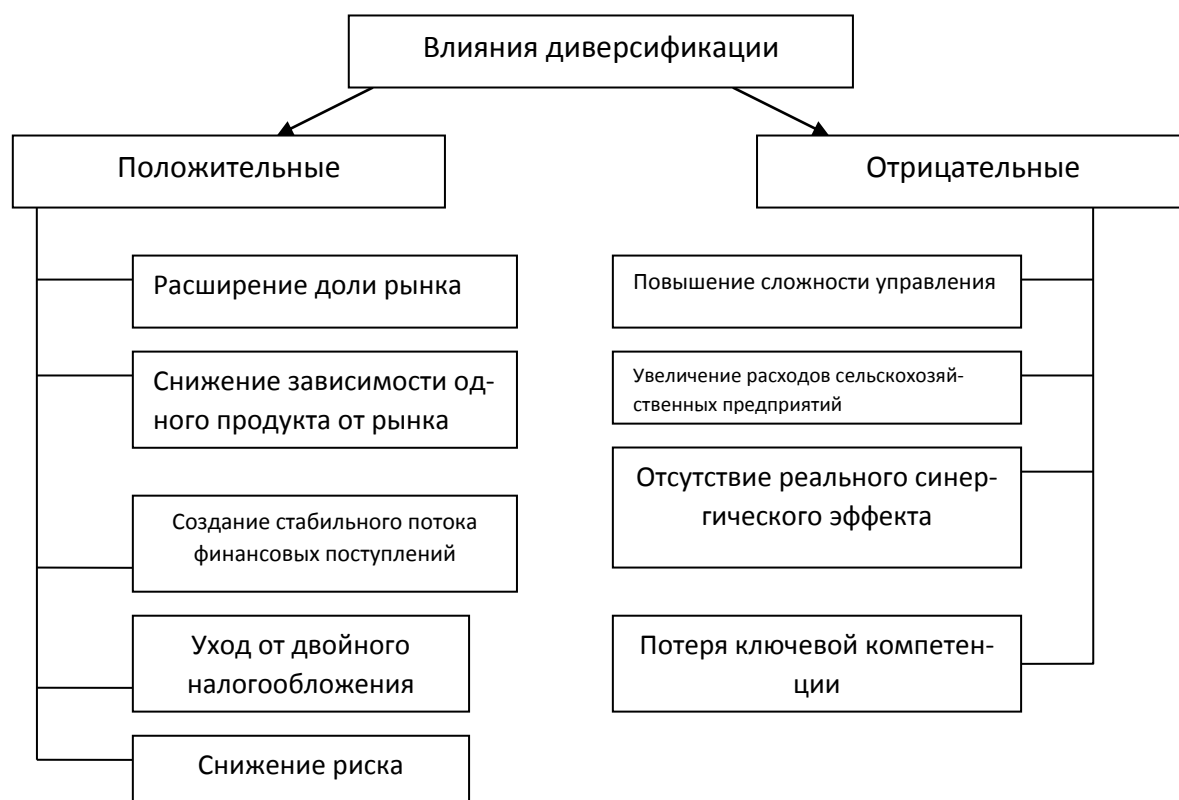 Влияния диверсификации
Положительные
Отрицательные
Расширение доли рынка
Снижение зависимости од-
ного продукта от рынка
Создание стабильного потока
финансовых поступлений
Уход от двойного
налогообложения
Снижение риска
Повышение сложности управления
Увеличение расходов сельскохозяй-
ственных предприятий
Отсутствие реального синер-
гического эффекта
Потеря ключевой компетен-
ции